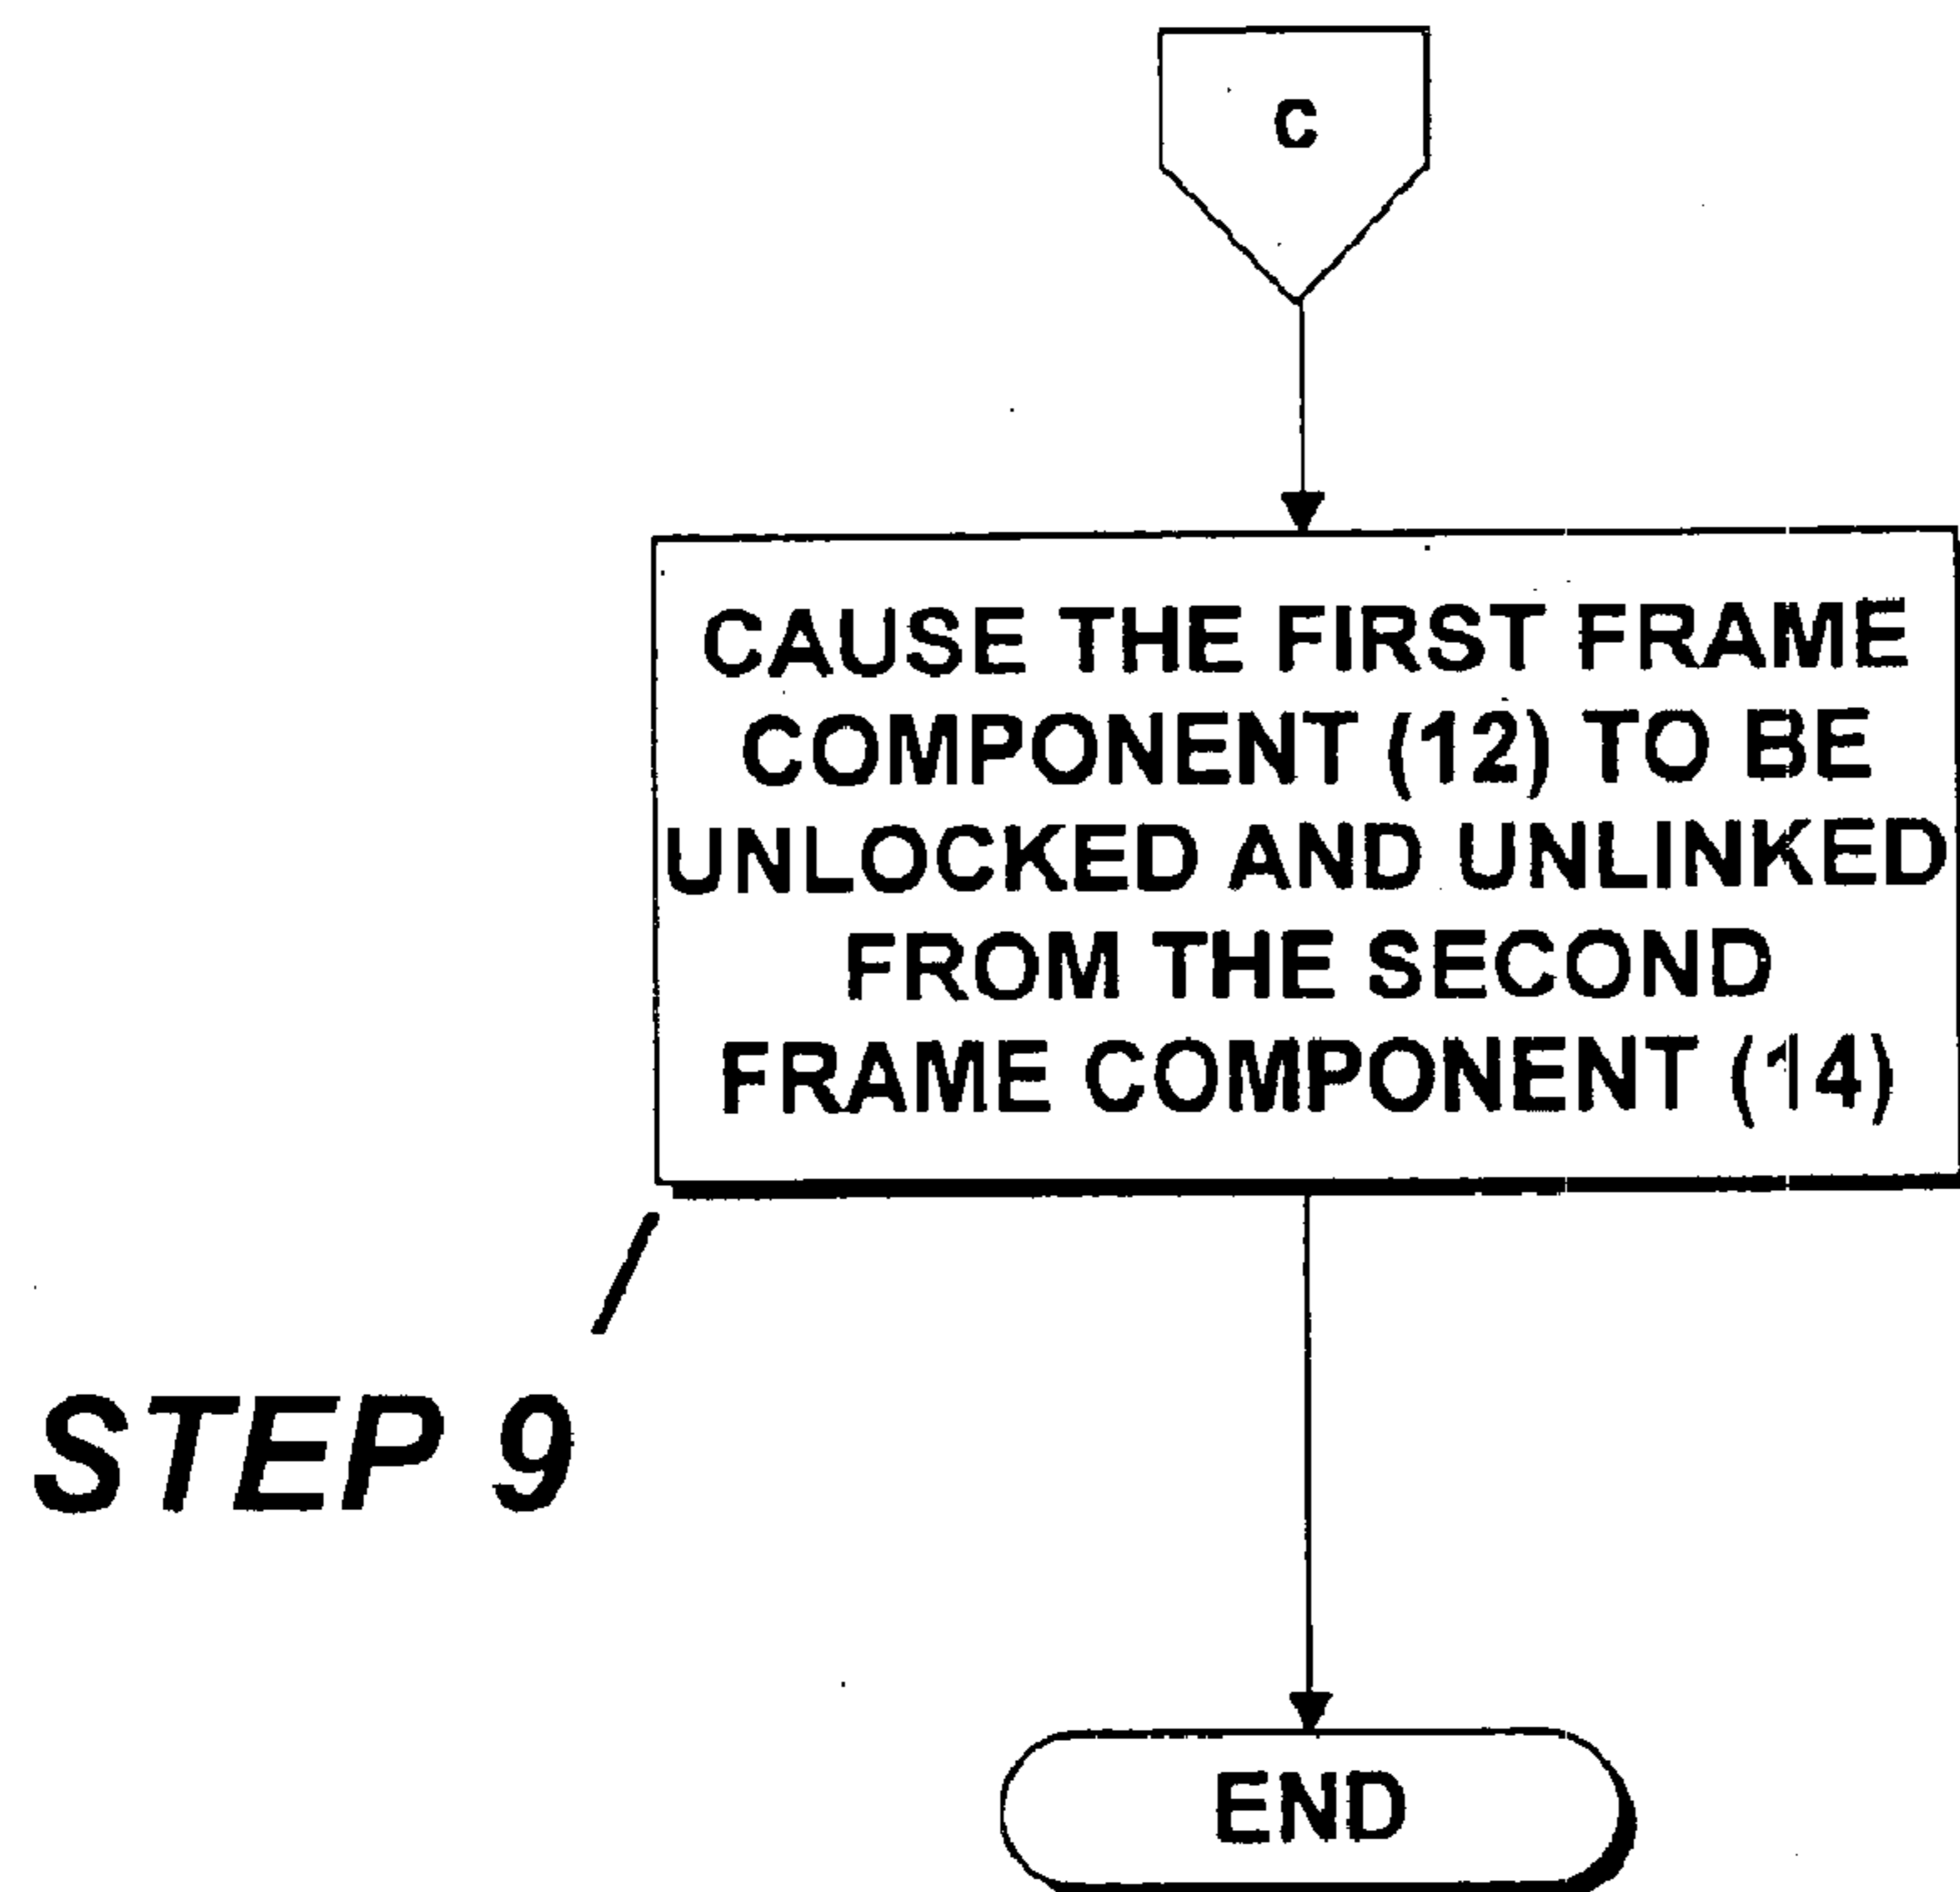 C
CAUSE THE FIRST FRAME
COMPONENT (12) TO BE
UNLOCKED AND UNLINKED
FROM THE SECOND
FRAME COMPONENT (14)
STEP 9
END